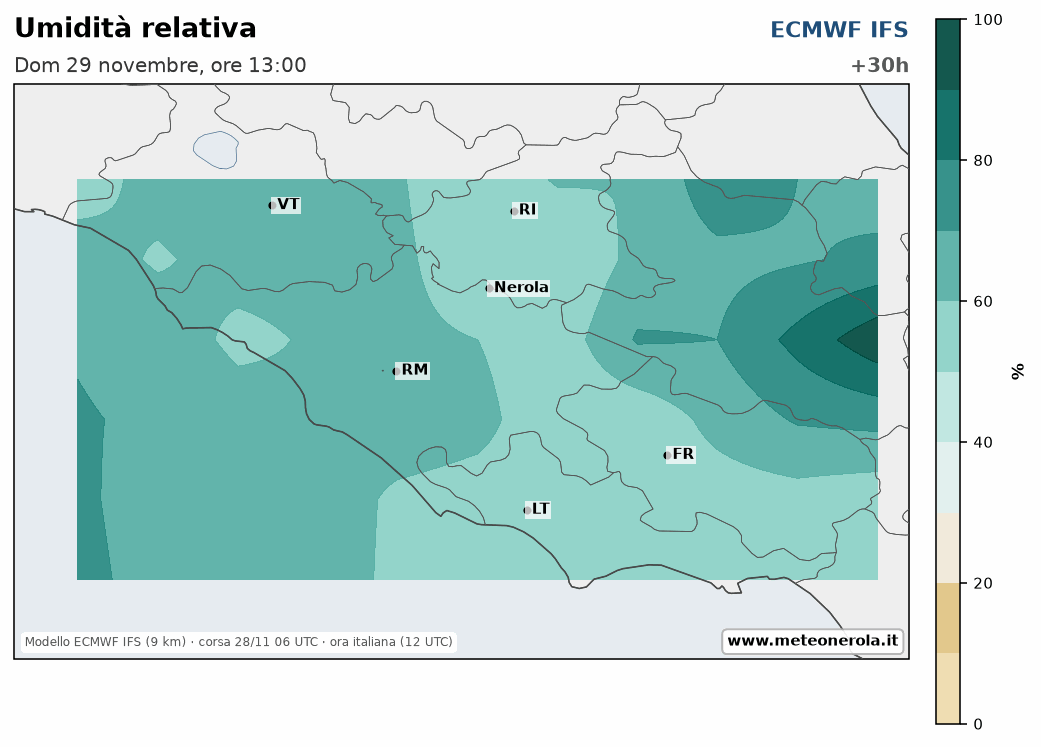 Umidità relativa
ECMWF IFS
Dom 29 novembre, ore 13:00
+30h
100
80
60
40
20
0
%
VT
RI
Nerola
RM
FR
LT
Modello ECMWF IFS (9 km) · corsa 28/11 06 UTC · ora italiana (12 UTC)
www.meteonerola.it